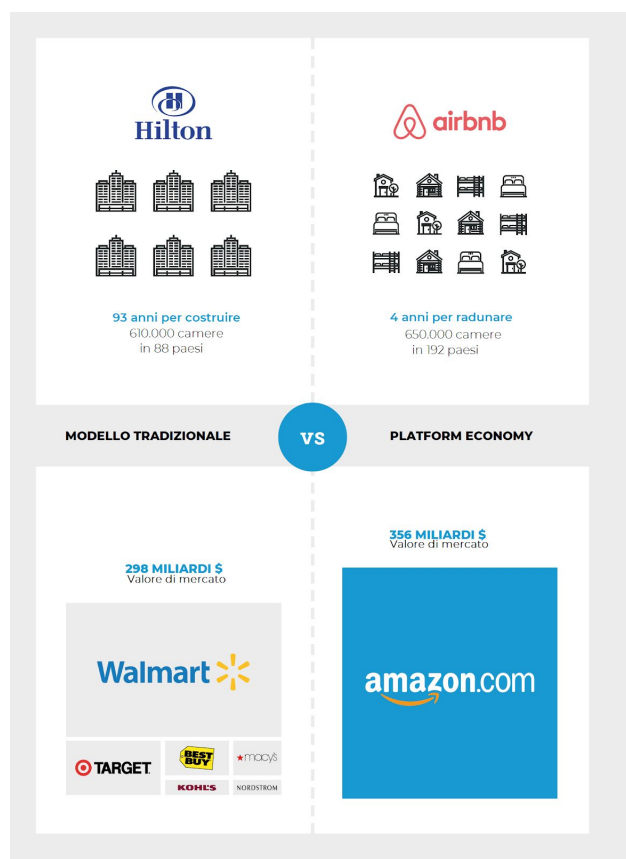 Hilton
93 anni per costruire
610.000 camere
in 88 paesi
airbnb
4 anni per radunare
650.000 camere
in 192 paesi
MODELLO TRADIZIONALE
vs
PLATFORM ECONOMY
298 MILIARDI $
Valore di mercato
Walmart
TARGET
BEST
BUY
macy's
KOHL'S
NORDSTROM
356 MILIARDI $
Valore di mercato
amazon.com